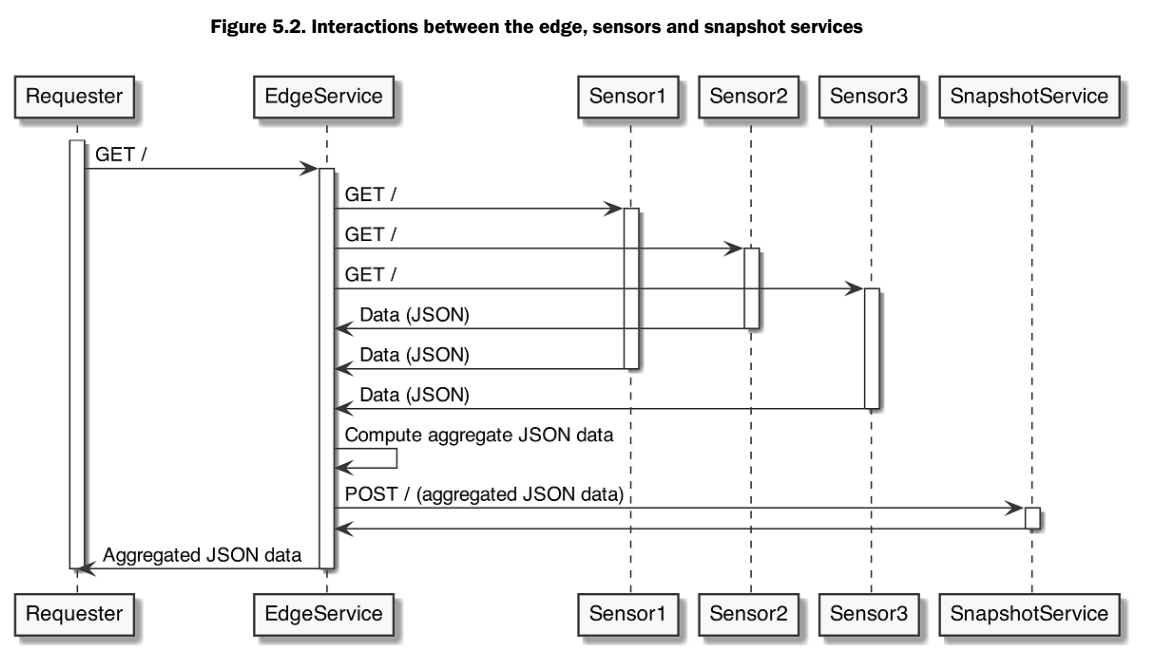 Figure 5.2. Interactions between the edge, sensors and snapshot services
Requester EdgeService Sensor1 Sensor2 Sensor3 SnapshotService
GET /
GET /
GET /
GET /
Data (JSON)
Data (JSON)
Data (JSON)
Compute aggregate JSON data
POST / (aggregated JSON data)
Aggregated JSON data
Requester EdgeService Sensor1 Sensor2 Sensor3 SnapshotService